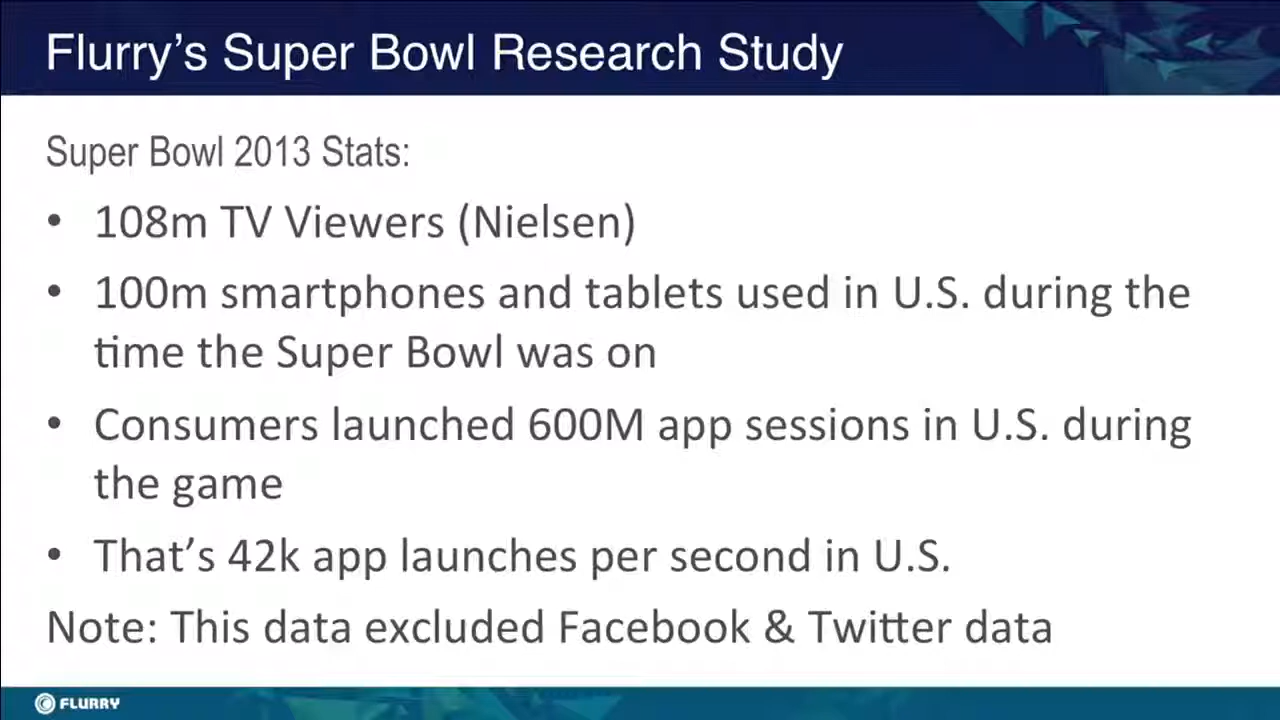 Flurry’s Super Bowl Research Study
Super Bowl 2013 Stats:
• 108m TV Viewers (Nielsen)
• 100m smartphones and tablets used in U.S. during the
time the Super Bowl was on
• Consumers launched 600M app sessions in U.S. during
the game
• That’s 42k app launches per second in U.S.
Note: This data excluded Facebook & Twitter data
FLURRY